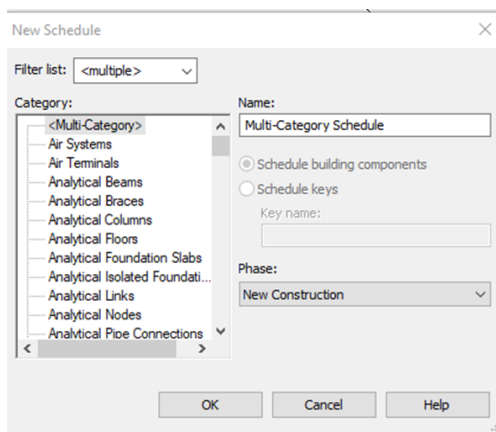 New Schedule
Filter list:
<multiple>
Category:
<Multi-Category>
Air Systems
Air Terminals
Analytical Beams
Analytical Braces
Analytical Columns
Analytical Floors
Analytical Foundation Slabs
Analytical Isolated Foundati...
Analytical Links
Analytical Nodes
Analytical Pipe Connections
Name:
Multi-Category Schedule
Schedule building components
Schedule keys
Key name:
Phase:
New Construction
OK
Cancel
Help